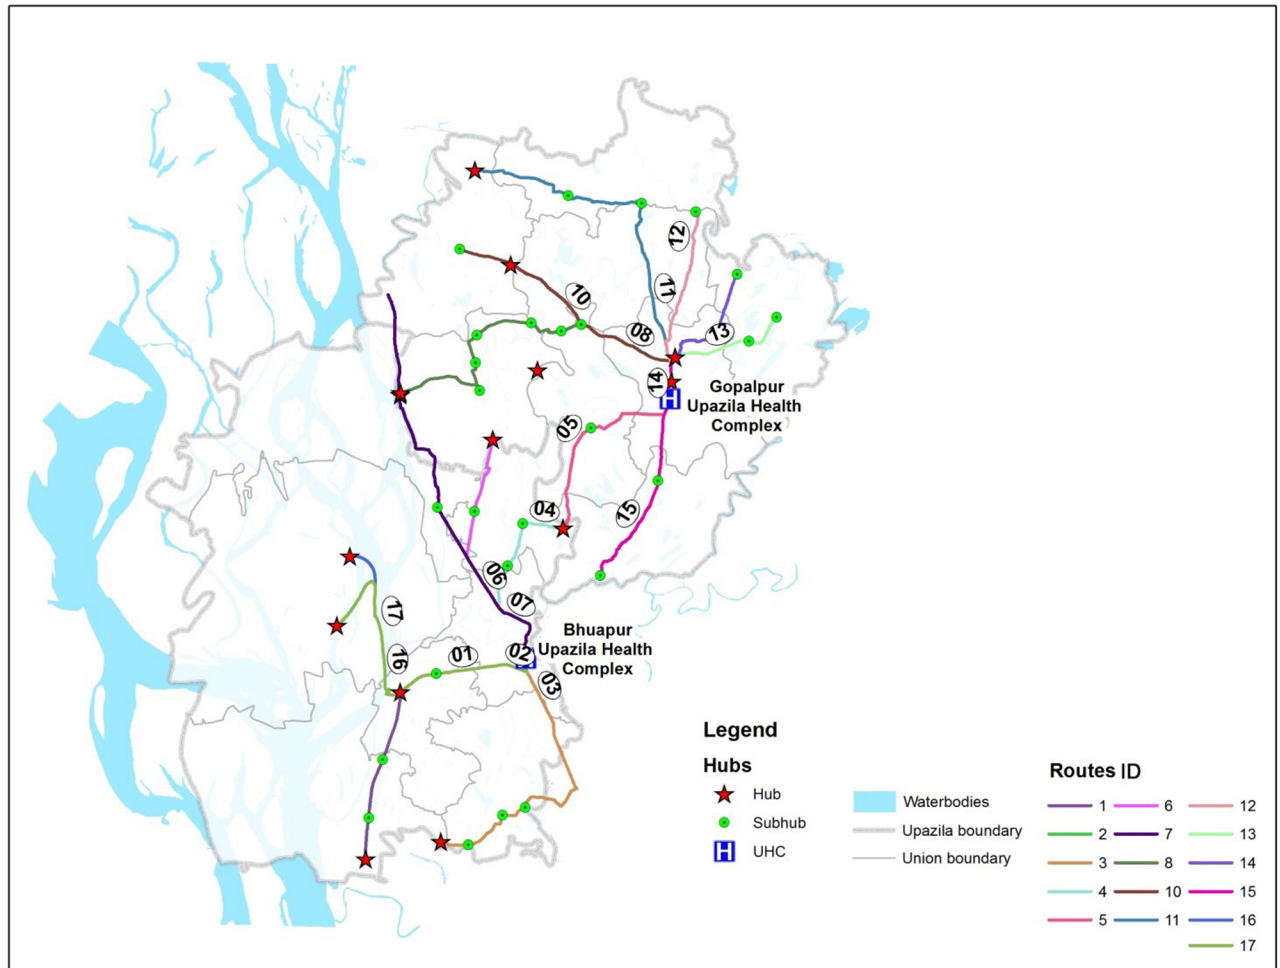 12
11
10
08
13
14
Gopalpur
Upazila Health
Complex
05
04
15
06
07
17
Bhuapur
Upazila Health
Complex
01
02
16
03
Legend
Hubs
Hub
Subhub
H UHC
Waterbodies
Upazila boundary
Union boundary
Routes ID
1 6 12
2 7 13
3 8 14
4 10 15
5 11 16
17
H